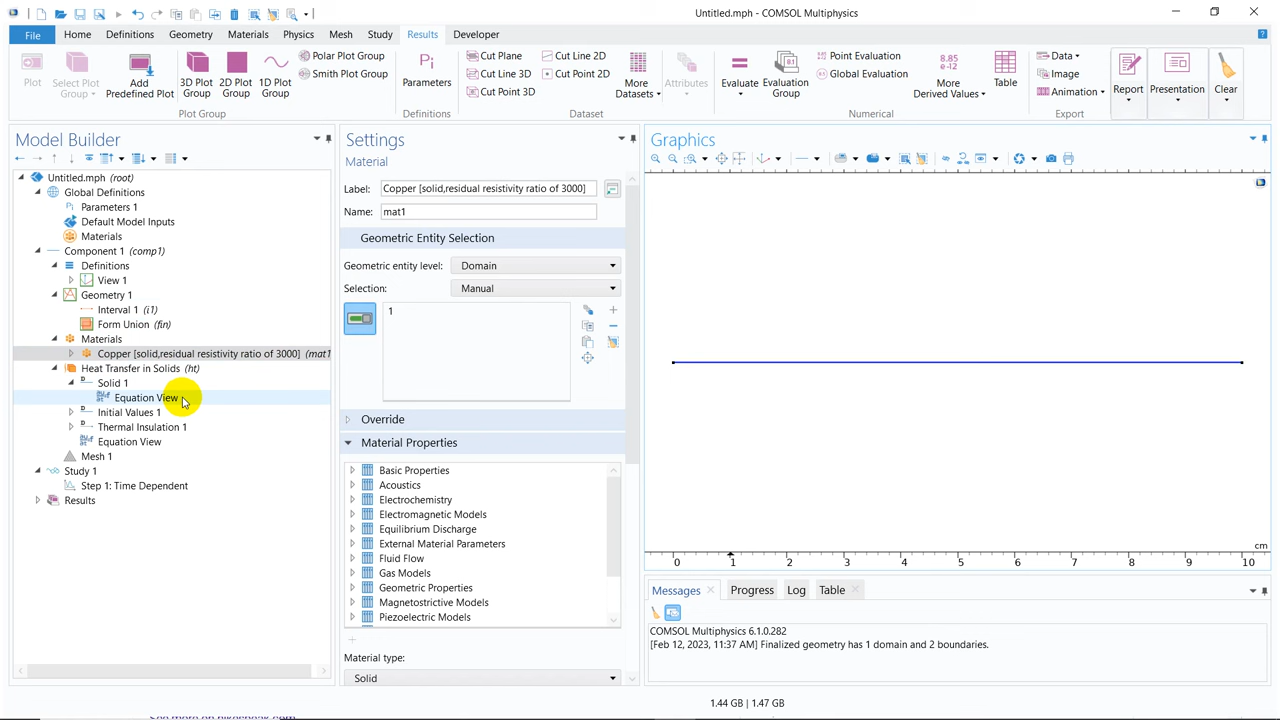 Untitled.mph - COMSOL Multiphysics
File Home Definitions Geometry Materials Physics Mesh Study Results Developer
Plot
Select Plot Group
Add Predefined Plot
3D Plot Group
2D Plot Group
1D Plot Group
Polar Plot Group
Smith Plot Group
Plot Group
Pi
Parameters
Definitions
Cut Plane
Cut Line 3D
Cut Point 3D
Cut Line 2D
Cut Point 2D
More Datasets
Dataset
Attributes
Evaluate
Evaluation Group
Point Evaluation
Global Evaluation
8.85 e-12
More Derived Values
Table
Numerical
Data
Image
Animation
Export
Report
Presentation
Clear
Model Builder
Untitled.mph (root)
Global Definitions
Pi Parameters 1
Default Model Inputs
Materials
Component 1 (comp1)
Definitions
View 1
Geometry 1
Interval 1 (i1)
Form Union (fin)
Materials
Copper [solid,residual resistivity ratio of 3000] (mat1
Heat Transfer in Solids (ht)
D Solid 1
Equation View
D Initial Values 1
D Thermal Insulation 1
Equation View
Mesh 1
Study 1
Step 1: Time Dependent
Results
Settings
Material
Label: Copper [solid,residual resistivity ratio of 3000]
Name: mat1
Geometric Entity Selection
Geometric entity level: Domain
Selection: Manual
1
Override
Material Properties
Basic Properties
Acoustics
Electrochemistry
Electromagnetic Models
Equilibrium Discharge
External Material Parameters
Fluid Flow
Gas Models
Geometric Properties
Magnetostrictive Models
Piezoelectric Models
Material type:
Solid
Graphics
cm
0 1 2 3 4 5 6 7 8 9 10
Messages Progress Log Table
COMSOL Multiphysics 6.1.0.282
[Feb 12, 2023, 11:37 AM] Finalized geometry has 1 domain and 2 boundaries.
1.44 GB | 1.47 GB